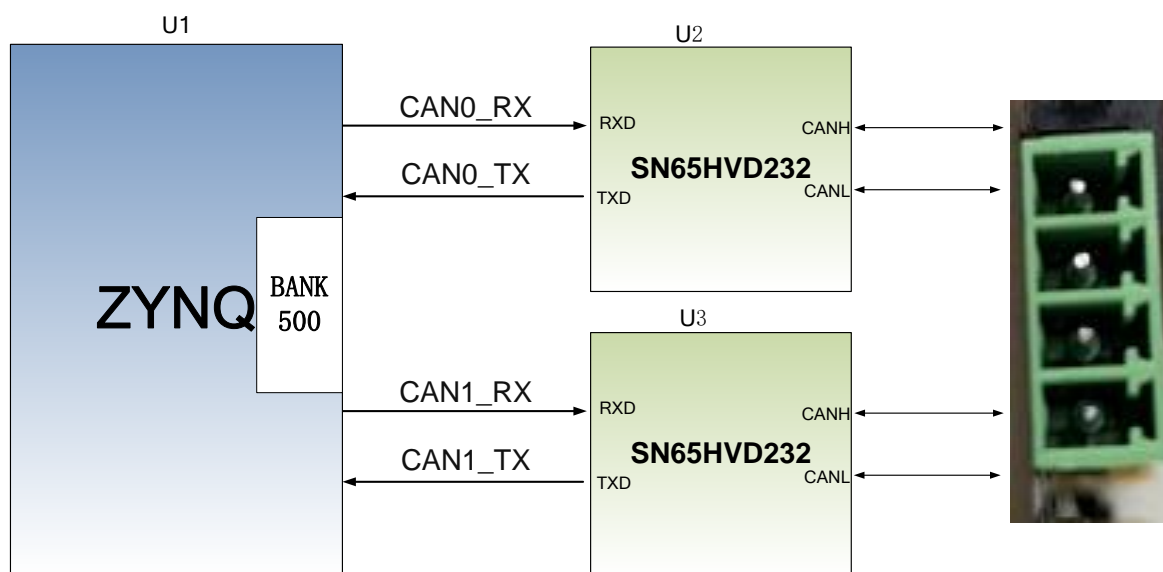 U1
U2
CAN0_RX
RXD
CANH
SN65HVD232
CAN0_TX
TXD
CANL
ZYNQ
BANK
500
U3
CAN1_RX
RXD
CANH
SN65HVD232
CAN1_TX
TXD
CANL